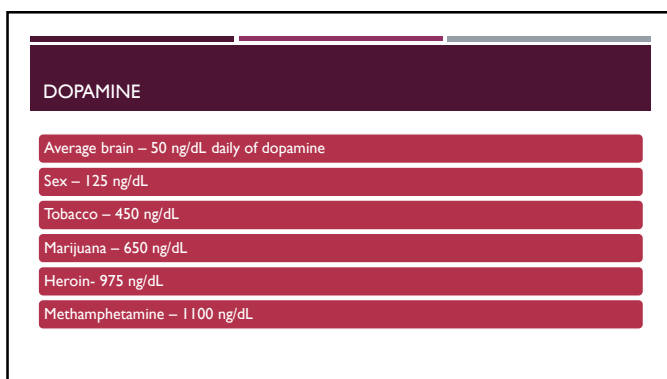 DOPAMINE
Average brain – 50 ng/dL daily of dopamine
Sex – 125 ng/dL
Tobacco – 450 ng/dL
Marijuana – 650 ng/dL
Heroin- 975 ng/dL
Methamphetamine – 1100 ng/dL